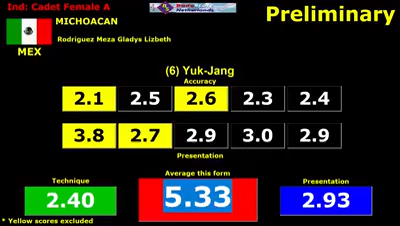 Ind: Cadet Female A
Preliminary
MICHOACAN
Rodriguez Meza Gladys Lizbeth
MEX
(6) Yuk-Jang
Accuracy
2.1 2.5 2.6 2.3 2.4
3.8 2.7 2.9 3.0 2.9
Presentation
Technique
Average this form
Presentation
2.40
5.33
2.93
* Yellow scores excluded